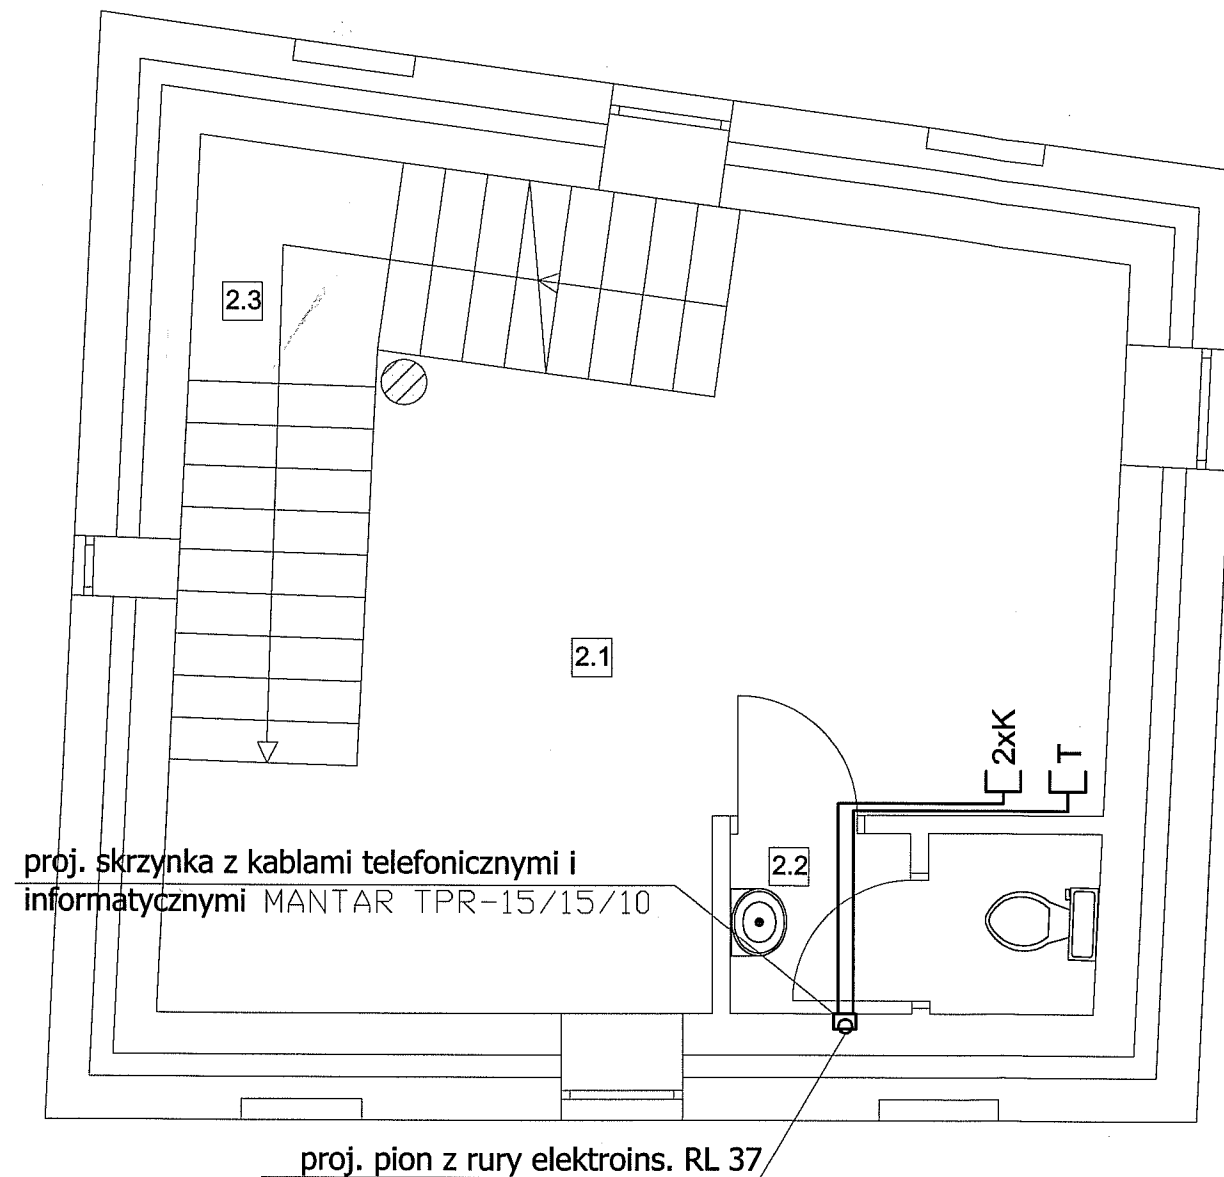 2.3
2.1
2xK
T
2.2
proj. skrzynka z kablami telefonicznymi i
informatycznymi MANTAR TPR-15/15/10
proj. pion z rury elektroins. RL 37